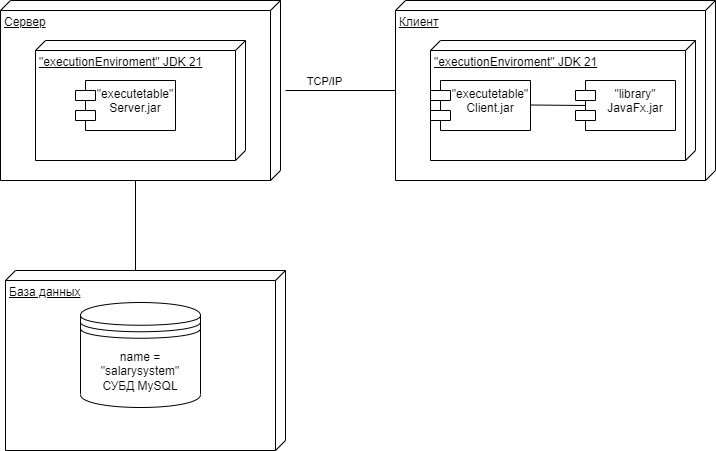 Сервер
"executionEnviroment" JDK 21
"executetable"
Server.jar
TCP/IP
Клиент
"executionEnviroment" JDK 21
"executetable"
Client.jar
"library"
JavaFx.jar
База данных
name =
"salarysystem"
СУБД MySQL